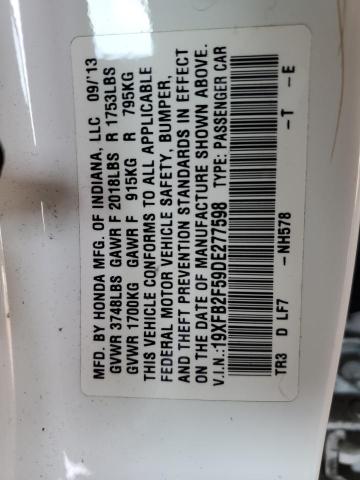 MFD. BY HONDA MFG. OF INDIANA, LLC 09/'13
GVWR 3748LBS GAWR F 2018LBS R 1753LBS
GVWR 1700KG GAWR F 915KG R 795KG
THIS VEHICLE CONFORMS TO ALL APPLICABLE
FEDERAL MOTOR VEHICLE SAFETY, BUMPER,
AND THEFT PREVENTION STANDARDS IN EFFECT
ON THE DATE OF MANUFACTURE SHOWN ABOVE.
V.I.N.:19XFB2F59DE277598 TYPE: PASSENGER CAR
TR3 D LF7 -NH578 -T -E